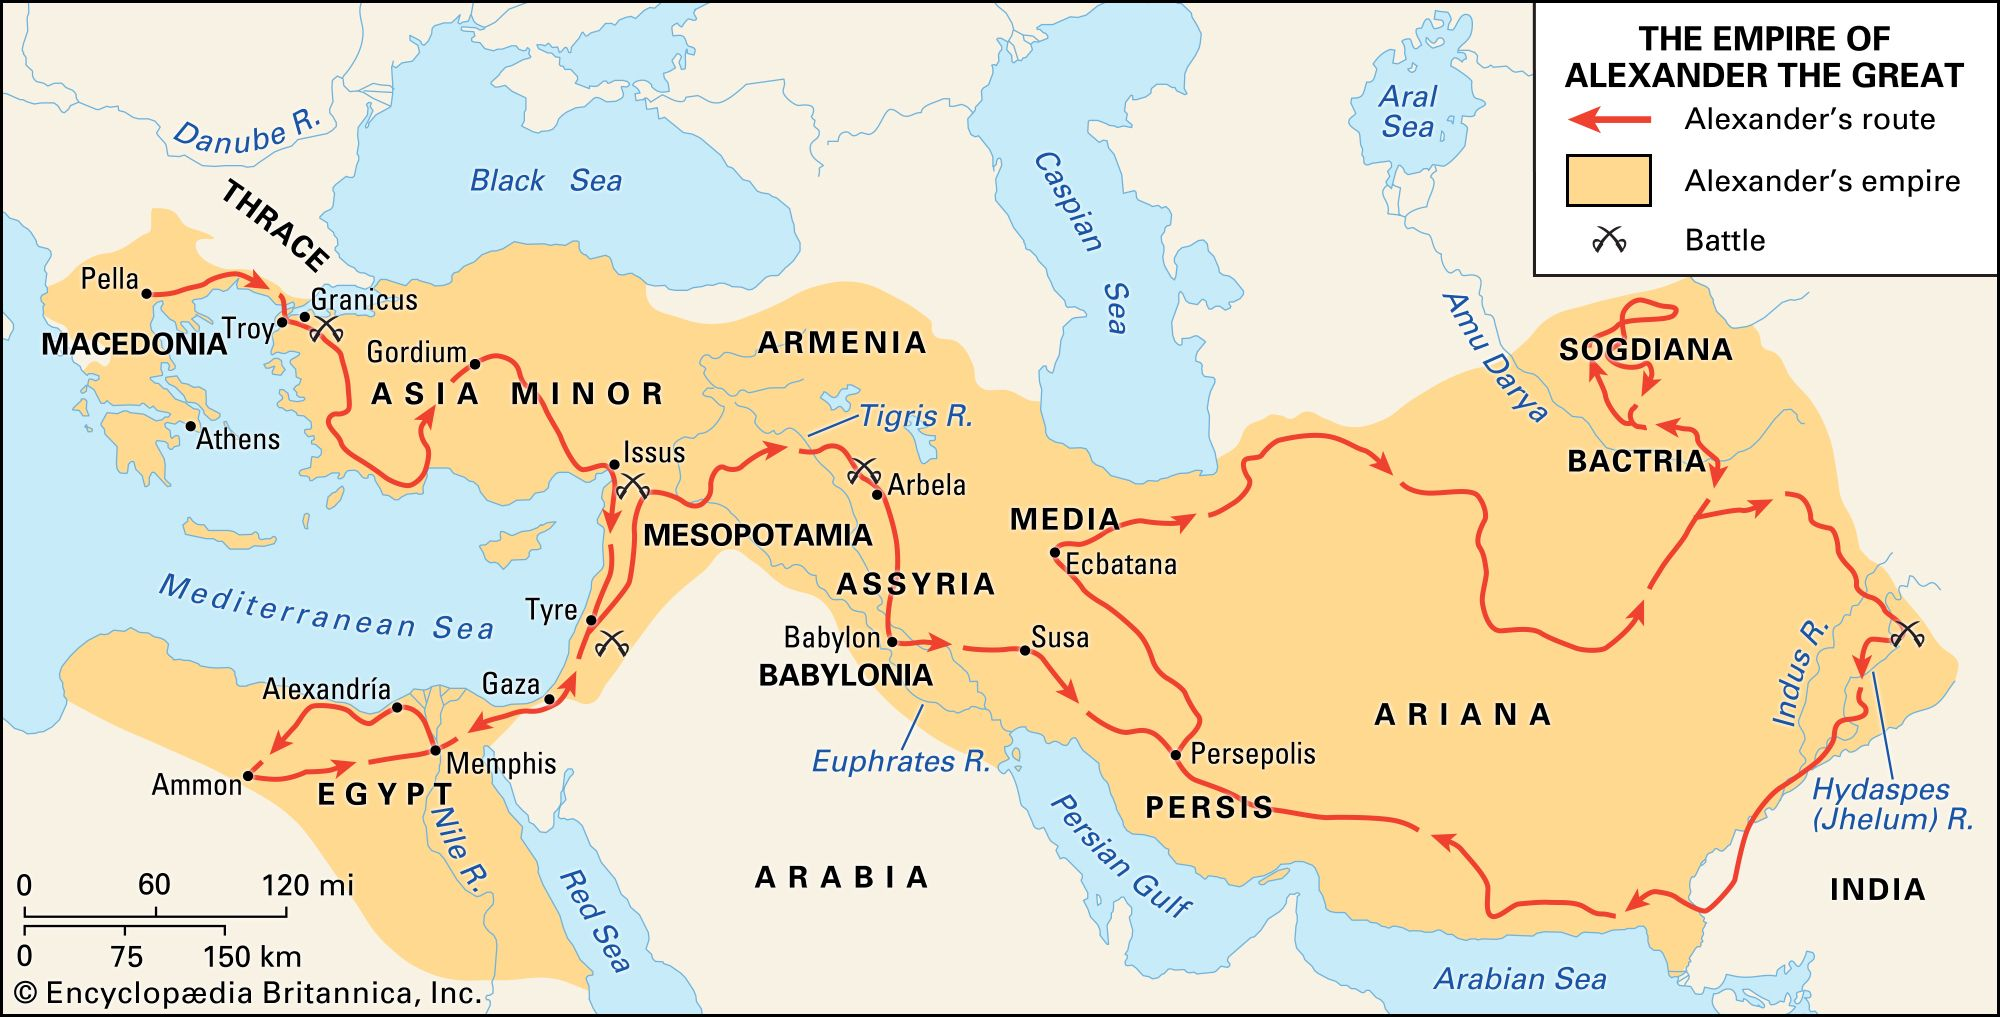 THE EMPIRE OF
ALEXANDER THE GREAT
Alexander's route
Alexander's empire
Battle
Danube R.
Black Sea
Caspian
Sea
Aral
Sea
THRACE
Pella
Granicus
Troy
MACEDONIA
Gordium
ASIA MINOR
ARMENIA
Amu Darya
SOGDIANA
Athens
Tigris R.
Issus
Arbela
BACTRIA
MESOPOTAMIA
MEDIA
Ecbatana
ASSYRIA
Mediterranean Sea
Tyre
Babylon
Susa
BABYLONIA
Indus R.
Alexandría
Gaza
ARIANA
Euphrates R.
Persepolis
Ammon
Memphis
EGYPT
Nile R.
PERSIS
Persian Gulf
Hydaspes
(Jhelum) R.
ARABIA
INDIA
Red Sea
Arabian Sea
0 60 120 mi
0 75 150 km
© Encyclopædia Britannica, Inc.